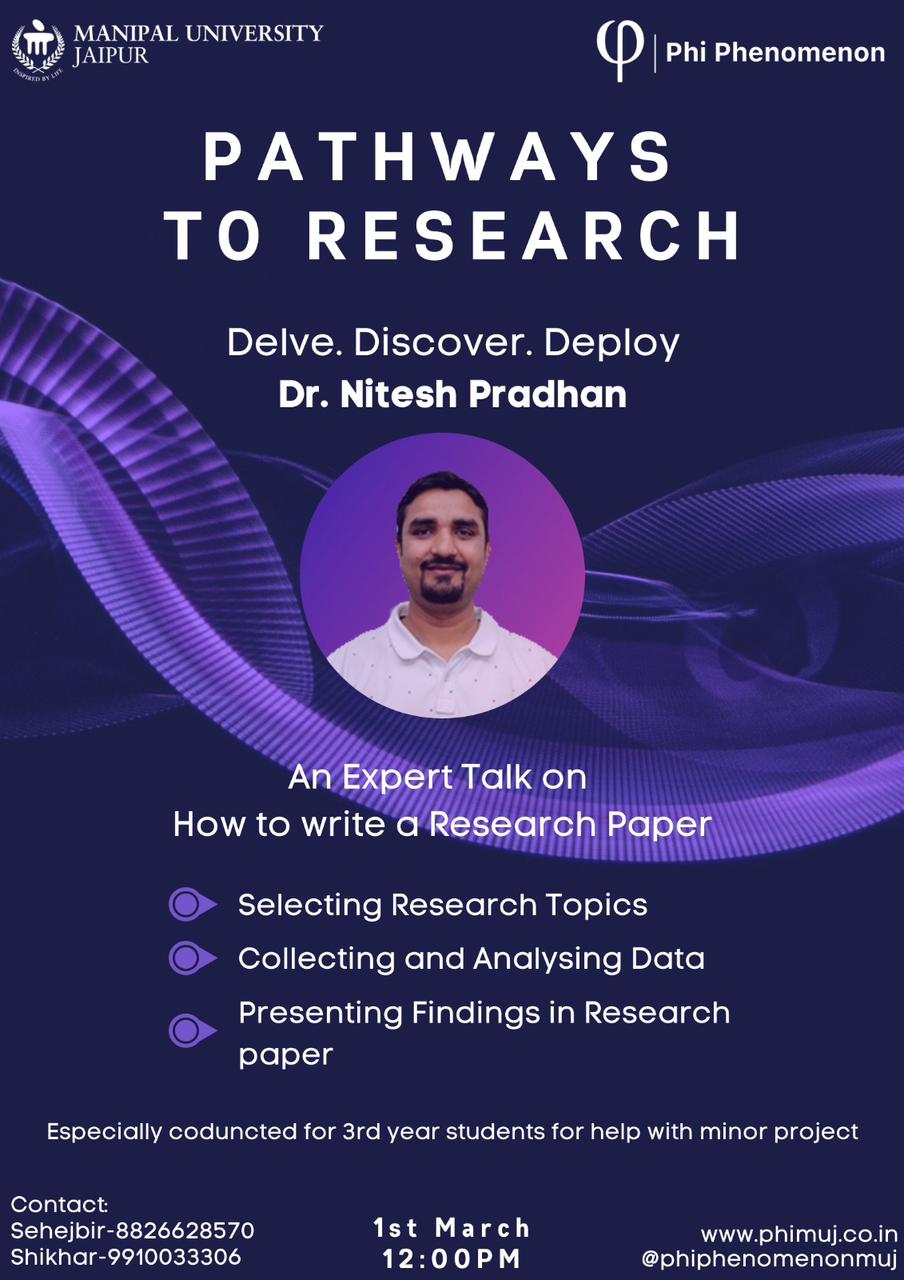 MANIPAL UNIVERSITY
JAIPUR
INSPIRED BY LIFE
φ | Phi Phenomenon
PATHWAYS
TO RESEARCH
Delve. Discover. Deploy
Dr. Nitesh Pradhan
An Expert Talk on
How to write a Research Paper
Selecting Research Topics
Collecting and Analysing Data
Presenting Findings in Research
paper
Especially coduncted for 3rd year students for help with minor project
Contact:
Sehejbir-8826628570
Shikhar-9910033306
1st March
12:00PM
www.phimuj.co.in
@phiphenomenonmuj